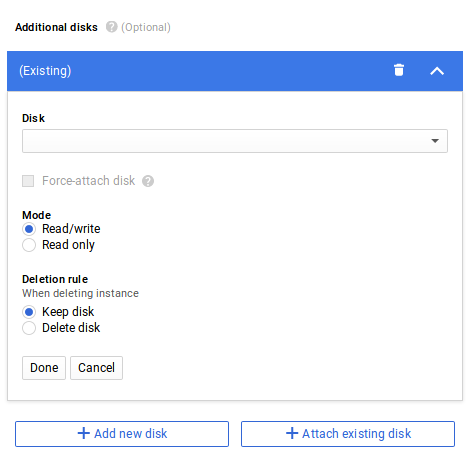 Additional disks ? (Optional)
(Existing)
Disk
Force-attach disk ?
Mode
Read/write
Read only
Deletion rule
When deleting instance
Keep disk
Delete disk
Done Cancel
+ Add new disk + Attach existing disk